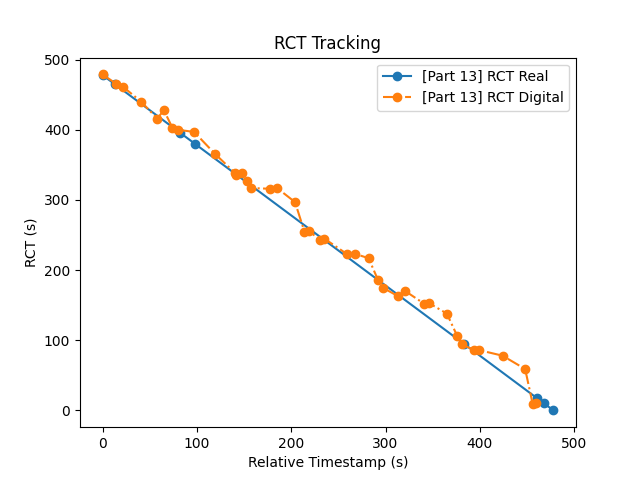 RCT Tracking
[Part 13] RCT Real
[Part 13] RCT Digital
500
400
300
200
100
0
RCT (s)
0 100 200 300 400 500
Relative Timestamp (s)